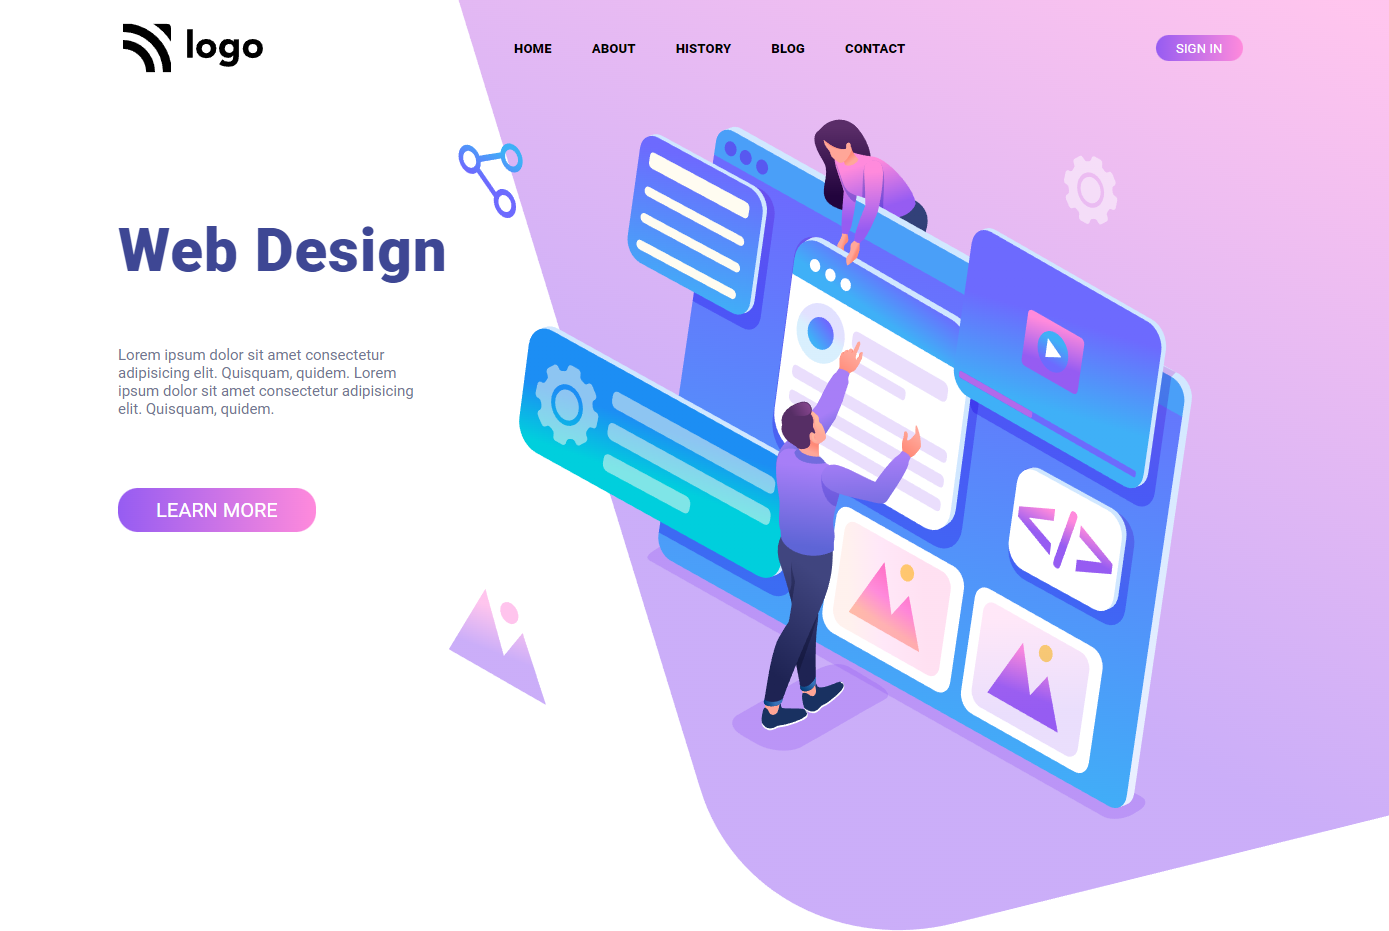 logo
HOME ABOUT HISTORY BLOG CONTACT
SIGN IN
Web Design
Lorem ipsum dolor sit amet consectetur
adipisicing elit. Quisquam, quidem. Lorem
ipsum dolor sit amet consectetur adipisicing
elit. Quisquam, quidem.
LEARN MORE
</>